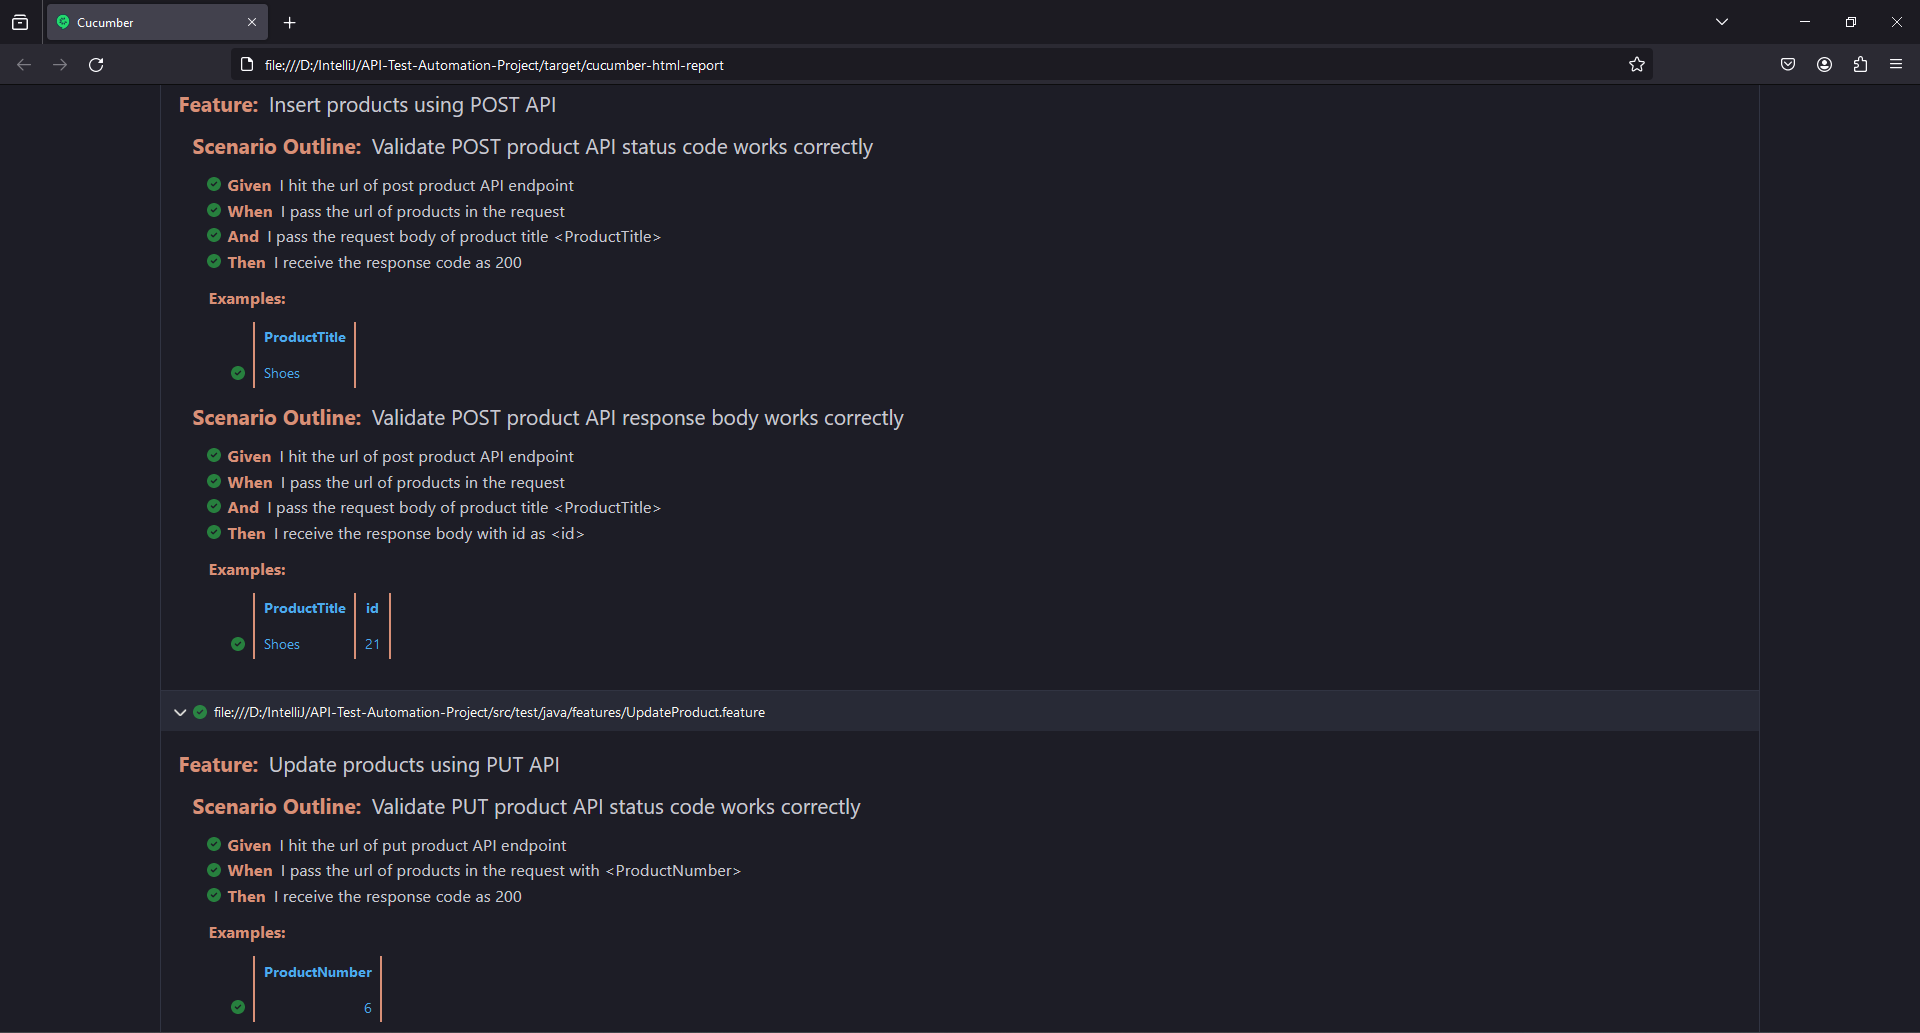 Cucumber
file:///D:/IntelliJ/API-Test-Automation-Project/target/cucumber-html-report
Feature: Insert products using POST API
Scenario Outline: Validate POST product API status code works correctly
Given I hit the url of post product API endpoint
When I pass the url of products in the request
And I pass the request body of product title <ProductTitle>
Then I receive the response code as 200
Examples:
ProductTitle
Shoes
Scenario Outline: Validate POST product API response body works correctly
Given I hit the url of post product API endpoint
When I pass the url of products in the request
And I pass the request body of product title <ProductTitle>
Then I receive the response body with id as <id>
Examples:
ProductTitle id
Shoes 21
file:///D:/IntelliJ/API-Test-Automation-Project/src/test/java/features/UpdateProduct.feature
Feature: Update products using PUT API
Scenario Outline: Validate PUT product API status code works correctly
Given I hit the url of put product API endpoint
When I pass the url of products in the request with <ProductNumber>
Then I receive the response code as 200
Examples:
ProductNumber
6